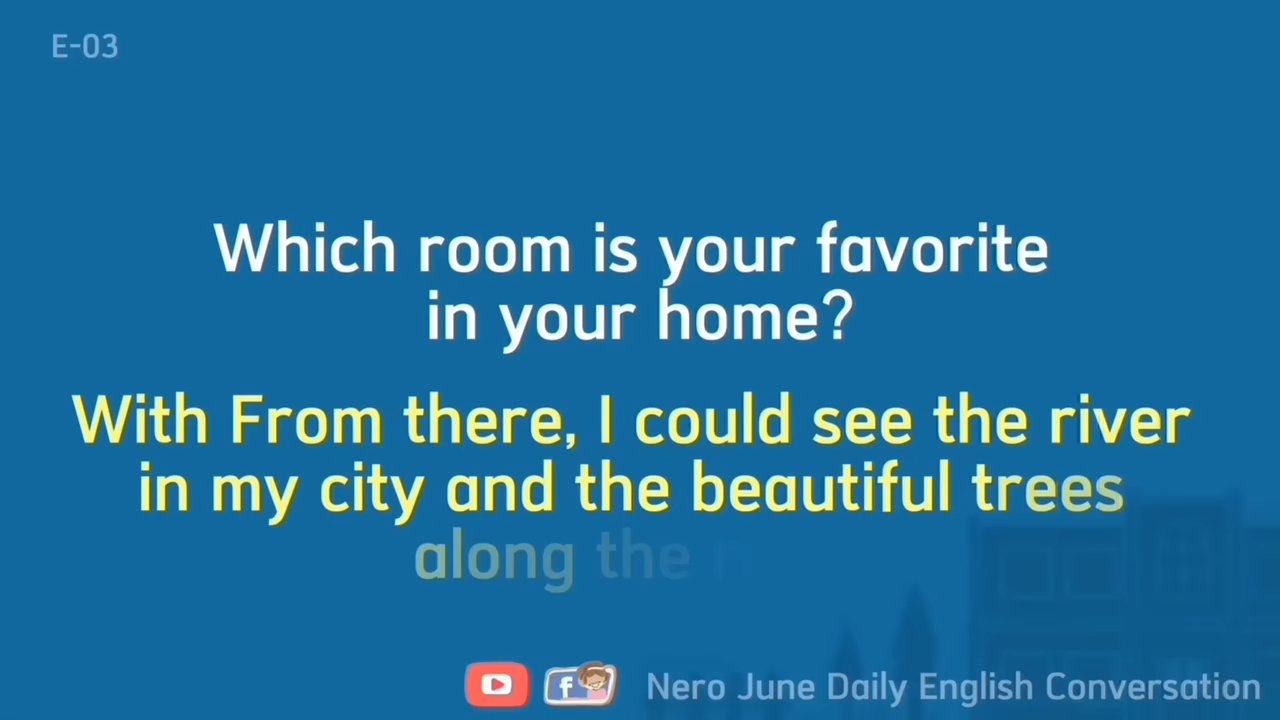 E-03
Which room is your favorite
in your home?
With From there, I could see the river
in my city and the beautiful trees
along the
Nero June Daily English Conversation